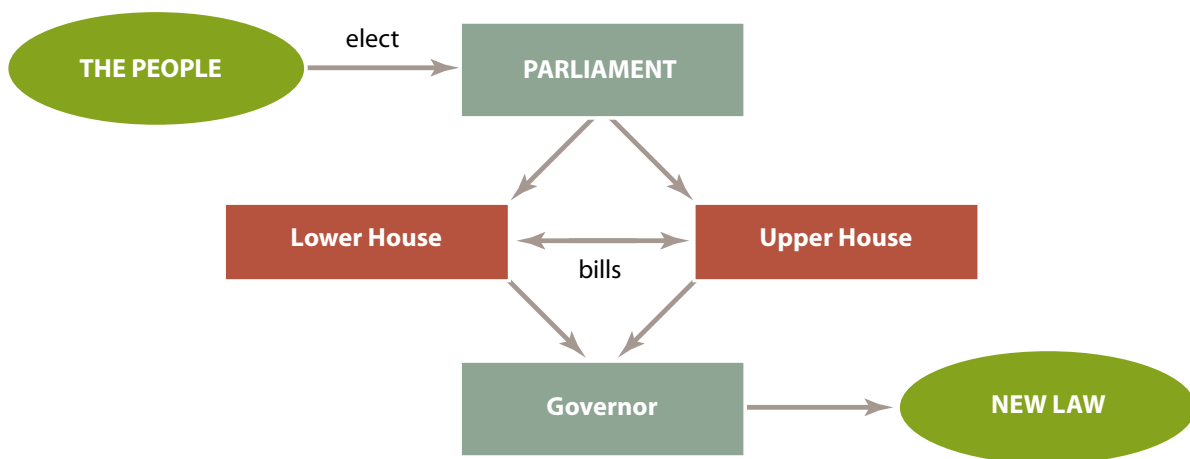 elect
THE PEOPLE
PARLIAMENT
Lower House
Upper House
bills
Governor
NEW LAW